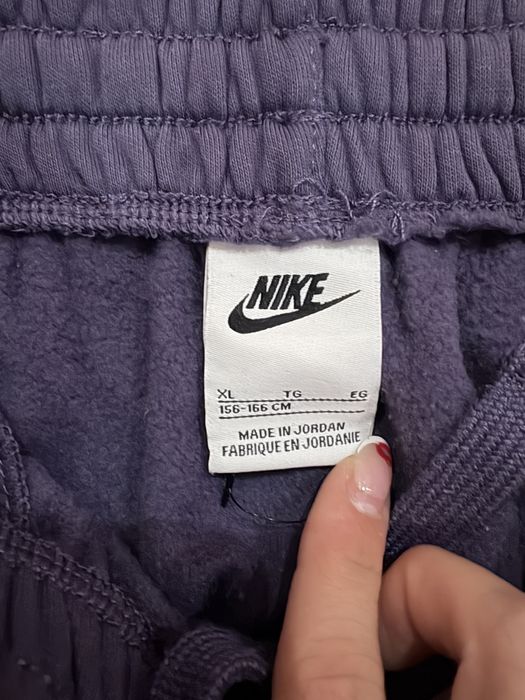 NIKE
XL TG EG
156-166 CM
MADE IN JORDAN
FABRIQUE EN JORDANIE